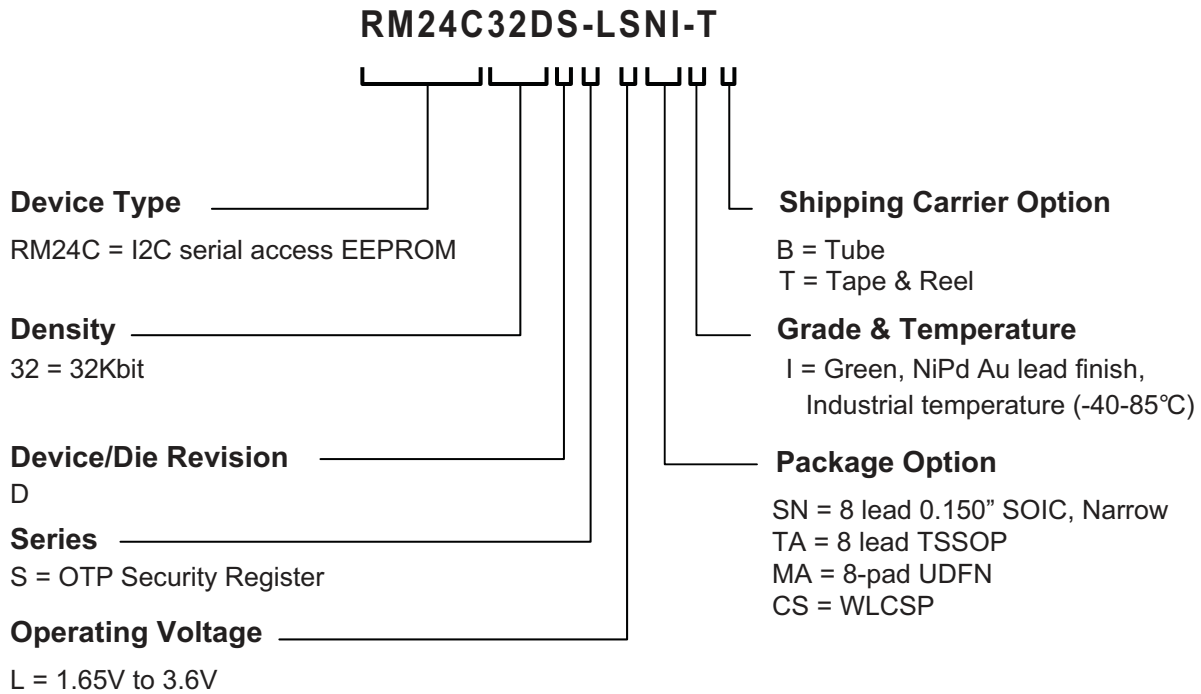 RM24C32DS-LSNI-T
Device Type
RM24C = I2C serial access EEPROM
Density
32 = 32Kbit
Device/Die Revision
D
Series
S = OTP Security Register
Operating Voltage
L = 1.65V to 3.6V
Shipping Carrier Option
B = Tube
T = Tape & Reel
Grade & Temperature
I = Green, NiPd Au lead finish,
Industrial temperature (-40-85℃)
Package Option
SN = 8 lead 0.150” SOIC, Narrow
TA = 8 lead TSSOP
MA = 8-pad UDFN
CS = WLCSP